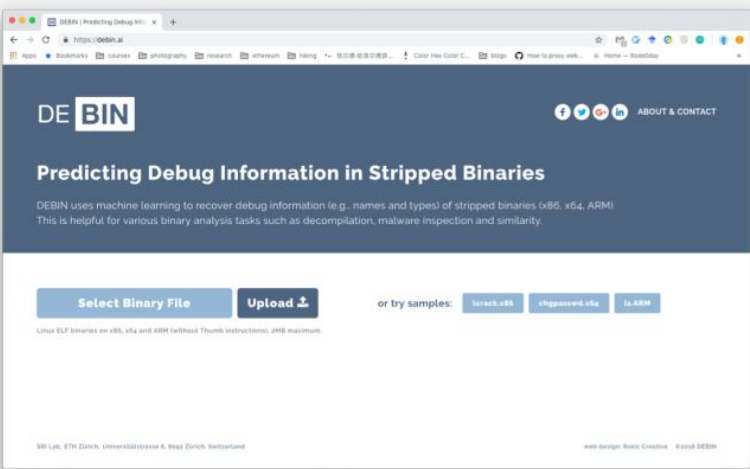 DEBIN | Predicting Debug Info
https://debin.ai
Apps Bookmarks courses photography research ethereum hiking Color Hex Color C... blogs How to proxy web... Home — RootMyday
DEBIN
ABOUT & CONTACT
Predicting Debug Information in Stripped Binaries
DEBIN uses machine learning to recover debug information (e.g., names and types) of stripped binaries (x86, x64, ARM).
This is helpful for various binary analysis tasks such as decompilation, malware inspection and similarity.
Select Binary File Upload or try samples: lcrack.x86 chgpasswd.x64 ls.ARM
Linux ELF binaries on x86, x64 and ARM (without Thumb instructions). 2MB maximum.
SRI Lab, ETH Zürich, Universitätstrasse 6, 8092 Zürich, Switzerland web design: Rakic Creative ©2018 DEBIN